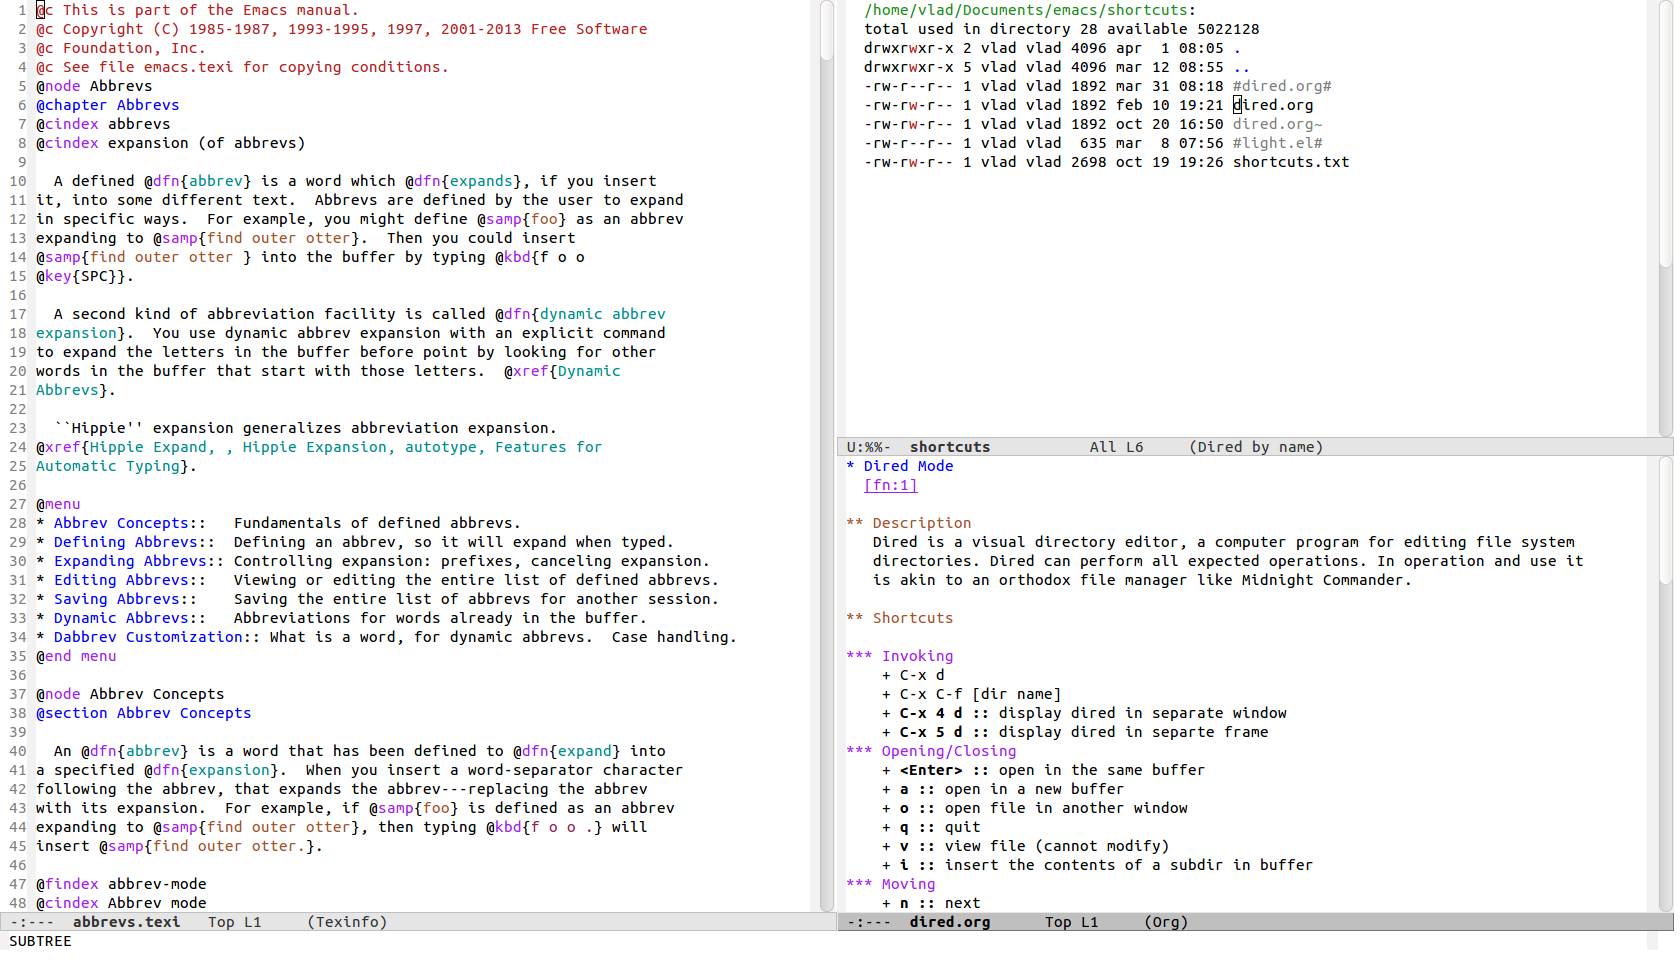 1 @c This is part of the Emacs manual.
2 @c Copyright (C) 1985-1987, 1993-1995, 1997, 2001-2013 Free Software
3 @c Foundation, Inc.
4 @c See file emacs.texi for copying conditions.
5 @node Abbrevs
6 @chapter Abbrevs
7 @cindex abbrevs
8 @cindex expansion (of abbrevs)
9
10   A defined @dfn{abbrev} is a word which @dfn{expands}, if you insert
11 it, into some different text.  Abbrevs are defined by the user to expand
12 in specific ways.  For example, you might define @samp{foo} as an abbrev
13 expanding to @samp{find outer otter}.  Then you could insert
14 @samp{find outer otter } into the buffer by typing @kbd{f o o
15 @key{SPC}}.
16
17   A second kind of abbreviation facility is called @dfn{dynamic abbrev
18 expansion}.  You use dynamic abbrev expansion with an explicit command
19 to expand the letters in the buffer before point by looking for other
20 words in the buffer that start with those letters.  @xref{Dynamic
21 Abbrevs}.
22
23   ``Hippie'' expansion generalizes abbreviation expansion.
24 @xref{Hippie Expand, , Hippie Expansion, autotype, Features for
25 Automatic Typing}.
26
27 @menu
28 * Abbrev Concepts::   Fundamentals of defined abbrevs.
29 * Defining Abbrevs::  Defining an abbrev, so it will expand when typed.
30 * Expanding Abbrevs:: Controlling expansion: prefixes, canceling expansion.
31 * Editing Abbrevs::   Viewing or editing the entire list of defined abbrevs.
32 * Saving Abbrevs::    Saving the entire list of abbrevs for another session.
33 * Dynamic Abbrevs::   Abbreviations for words already in the buffer.
34 * Dabbrev Customization:: What is a word, for dynamic abbrevs.  Case handling.
35 @end menu
36
37 @node Abbrev Concepts
38 @section Abbrev Concepts
39
40   An @dfn{abbrev} is a word that has been defined to @dfn{expand} into
41 a specified @dfn{expansion}.  When you insert a word-separator character
42 following the abbrev, that expands the abbrev---replacing the abbrev
43 with its expansion.  For example, if @samp{foo} is defined as an abbrev
44 expanding to @samp{find outer otter}, then typing @kbd{f o o .} will
45 insert @samp{find outer otter.}.
46
47 @findex abbrev-mode
48 @cindex Abbrev mode
-:---  abbrevs.texi   Top L1     (Texinfo)
SUBTREE
/home/vlad/Documents/emacs/shortcuts:
total used in directory 28 available 5022128
drwxrwxr-x 2 vlad vlad 4096 apr  1 08:05 .
drwxrwxr-x 5 vlad vlad 4096 mar 12 08:55 ..
-rw-r--r-- 1 vlad vlad 1892 mar 31 08:18 #dired.org#
-rw-rw-r-- 1 vlad vlad 1892 feb 10 19:21 dired.org
-rw-rw-r-- 1 vlad vlad 1892 oct 20 16:50 dired.org~
-rw-r--r-- 1 vlad vlad  635 mar  8 07:56 #light.el#
-rw-rw-r-- 1 vlad vlad 2698 oct 19 19:26 shortcuts.txt
U:%%-  shortcuts           All L6     (Dired by name)
* Dired Mode
[fn:1]
** Description
Dired is a visual directory editor, a computer program for editing file system
directories. Dired can perform all expected operations. In operation and use it
is akin to an orthodox file manager like Midnight Commander.
** Shortcuts
*** Invoking
+ C-x d
+ C-x C-f [dir name]
+ C-x 4 d :: display dired in separate window
+ C-x 5 d :: display dired in separte frame
*** Opening/Closing
+ <Enter> :: open in the same buffer
+ a :: open in a new buffer
+ o :: open file in another window
+ q :: quit
+ v :: view file (cannot modify)
+ i :: insert the contents of a subdir in buffer
*** Moving
+ n :: next
-:---  dired.org      Top L1     (Org)